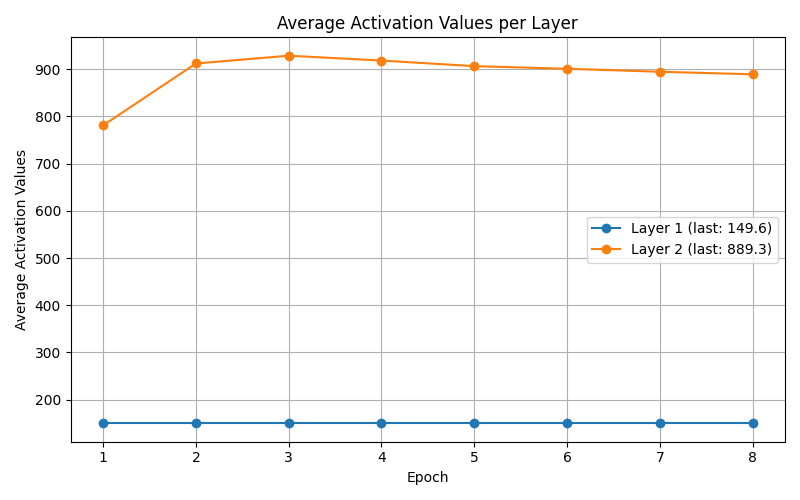 Average Activation Values per Layer
Average Activation Values
900
800
700
600
500
400
300
200
Layer 1 (last: 149.6)
Layer 2 (last: 889.3)
1 2 3 4 5 6 7 8
Epoch